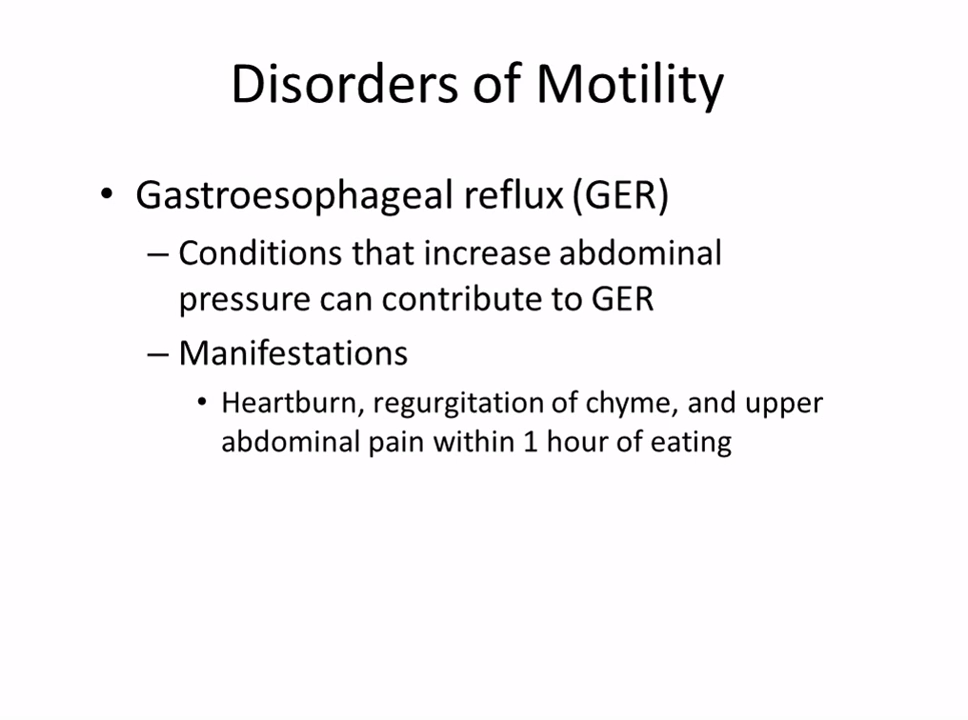 Disorders of Motility
• Gastroesophageal reflux (GER)
– Conditions that increase abdominal
pressure can contribute to GER
– Manifestations
• Heartburn, regurgitation of chyme, and upper
abdominal pain within 1 hour of eating